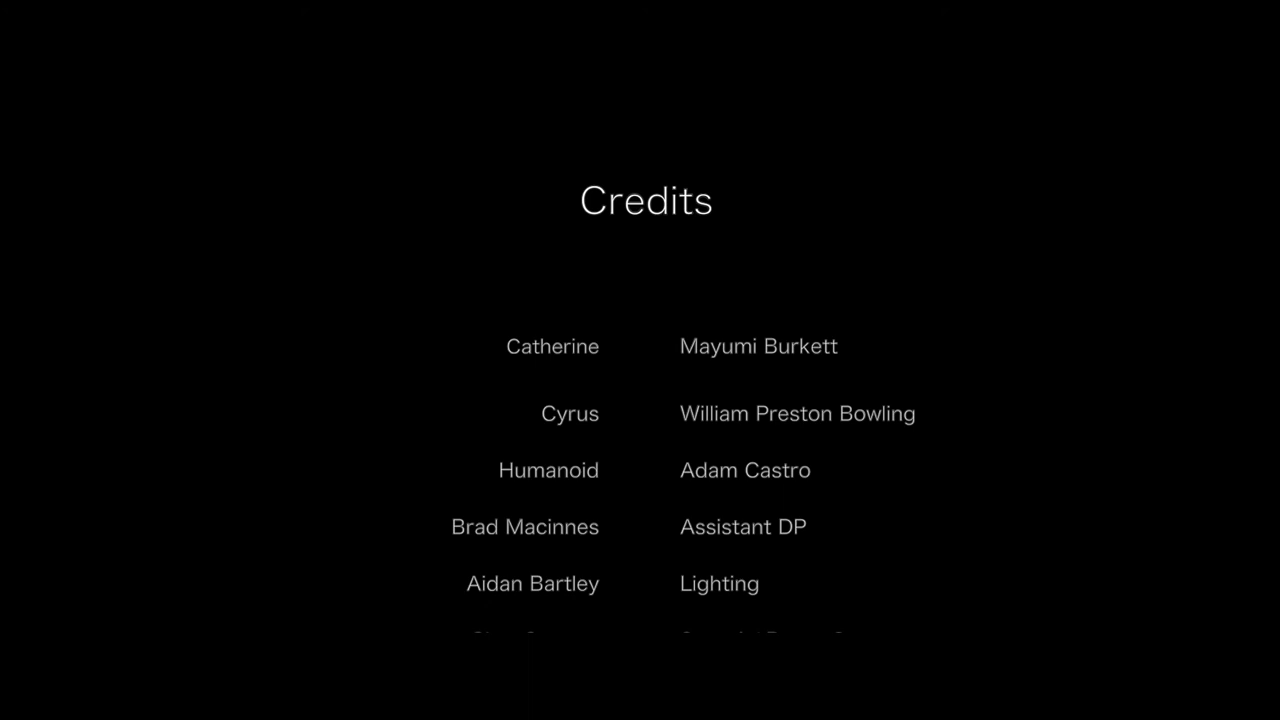 Credits
Catherine Mayumi Burkett
Cyrus William Preston Bowling
Humanoid Adam Castro
Brad Macinnes Assistant DP
Aidan Bartley Lighting